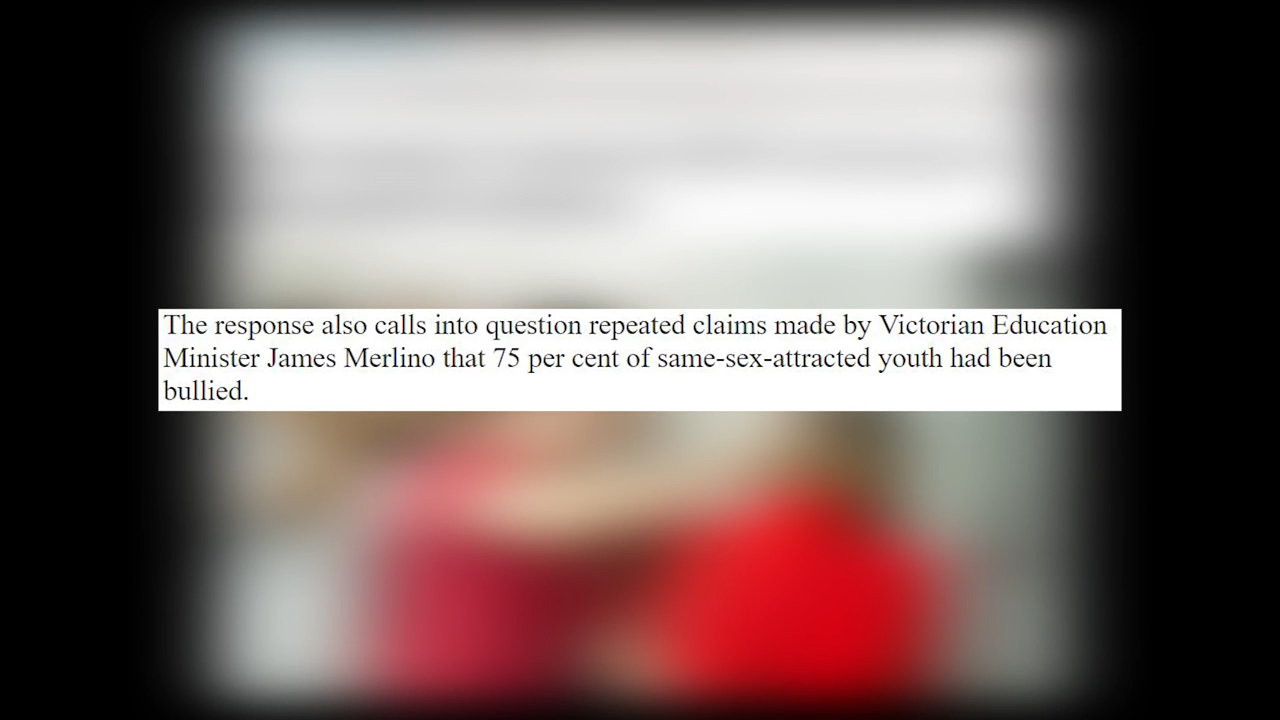 The response also calls into question repeated claims made by Victorian Education
Minister James Merlino that 75 per cent of same-sex-attracted youth had been
bullied.